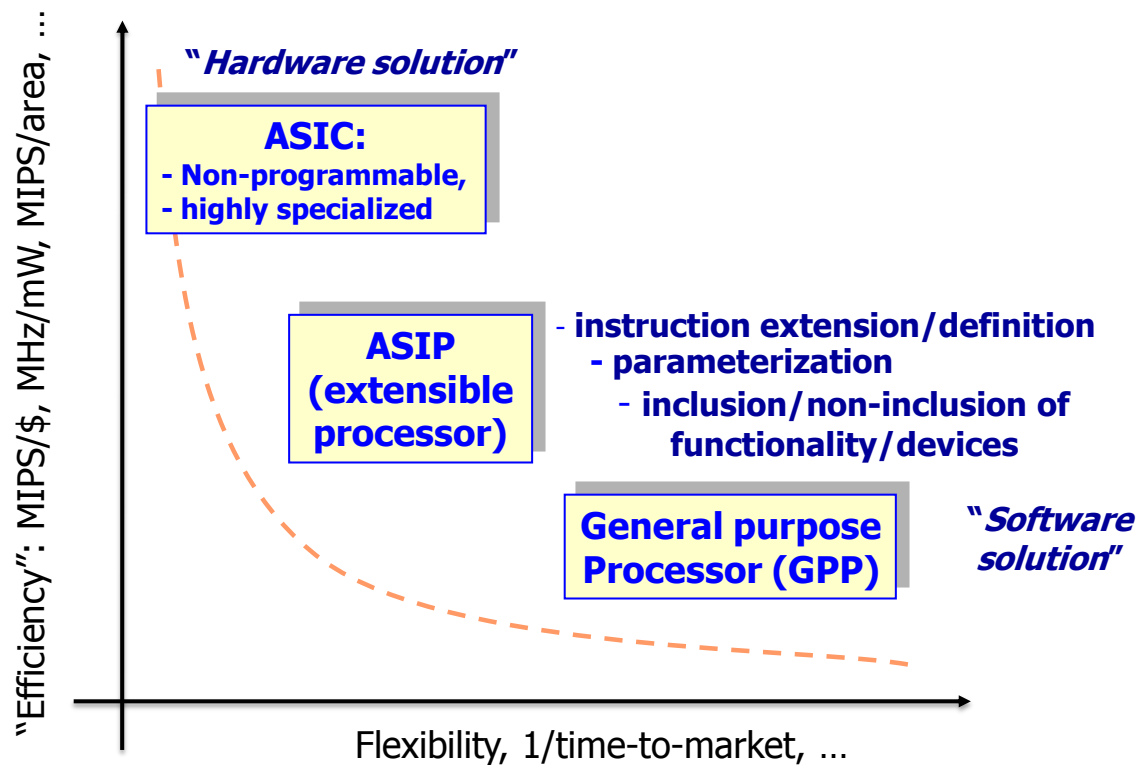 “Efficiency”: MIPS/$, MHz/mW, MIPS/area, …
“Hardware solution”
ASIC:
- Non-programmable,
- highly specialized
ASIP
(extensible
processor)
- instruction extension/definition
- parameterization
- inclusion/non-inclusion of
functionality/devices
General purpose
Processor (GPP)
“Software
solution”
Flexibility, 1/time-to-market, …